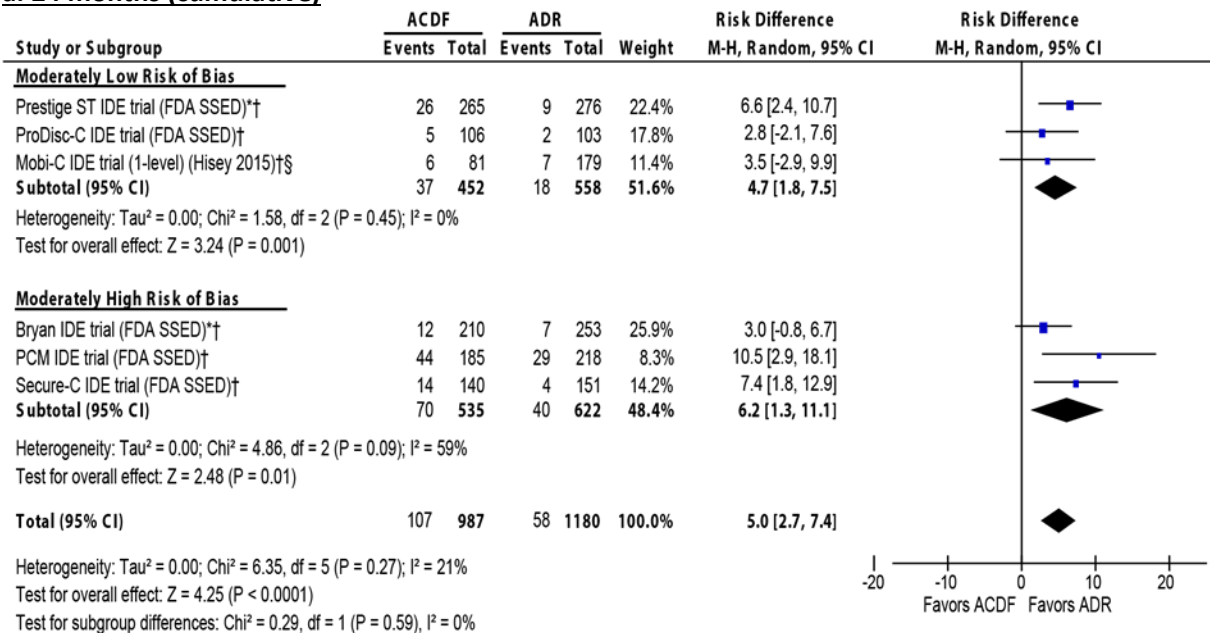 a. 24 months (cumulative)
ACDF ADR Risk Difference Risk Difference
Study or Subgroup Events Total Events Total Weight M-H, Random, 95% CI M-H, Random, 95% CI
Moderately Low Risk of Bias
Prestige ST IDE trial (FDA SSED)*† 26 265 9 276 22.4% 6.6 [2.4, 10.7]
ProDisc-C IDE trial (FDA SSED)† 5 106 2 103 17.8% 2.8 [-2.1, 7.6]
Mobi-C IDE trial (1-level) (Hisey 2015)†§ 6 81 7 179 11.4% 3.5 [-2.9, 9.9]
Subtotal (95% CI) 37 452 18 558 51.6% 4.7 [1.8, 7.5]
Heterogeneity: Tau² = 0.00; Chi² = 1.58, df = 2 (P = 0.45); I² = 0%
Test for overall effect: Z = 3.24 (P = 0.001)
Moderately High Risk of Bias
Bryan IDE trial (FDA SSED)*† 12 210 7 253 25.9% 3.0 [-0.8, 6.7]
PCM IDE trial (FDA SSED)† 44 185 29 218 8.3% 10.5 [2.9, 18.1]
Secure-C IDE trial (FDA SSED)† 14 140 4 151 14.2% 7.4 [1.8, 12.9]
Subtotal (95% CI) 70 535 40 622 48.4% 6.2 [1.3, 11.1]
Heterogeneity: Tau² = 0.00; Chi² = 4.86, df = 2 (P = 0.09); I² = 59%
Test for overall effect: Z = 2.48 (P = 0.01)
Total (95% CI) 107 987 58 1180 100.0% 5.0 [2.7, 7.4]
Heterogeneity: Tau² = 0.00; Chi² = 6.35, df = 5 (P = 0.27); I² = 21%
Test for overall effect: Z = 4.25 (P < 0.0001)
Test for subgroup differences: Chi² = 0.29, df = 1 (P = 0.59), I² = 0%
-20 -10 0 10 20
Favors ACDF Favors ADR